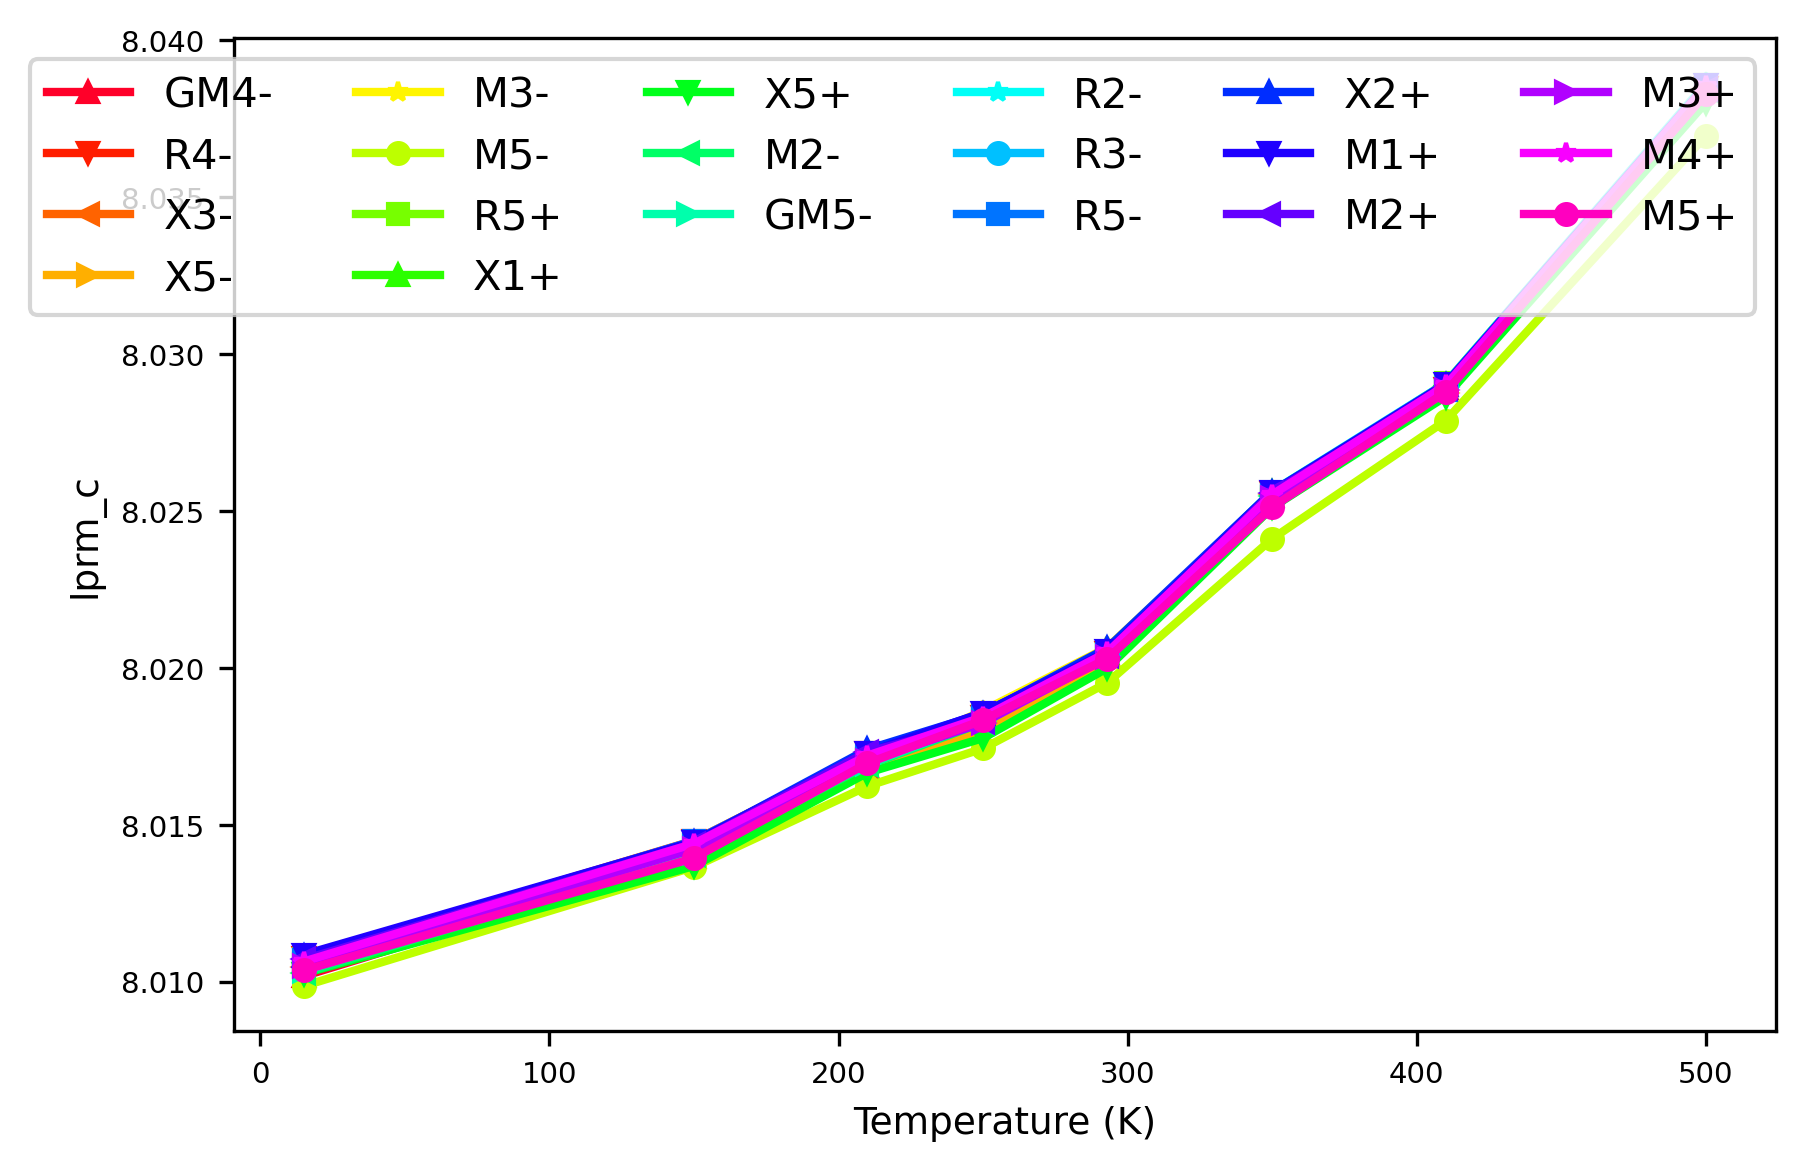 8.040
GM4- M3- X5+ R2- X2+ M3+
R4- M5- M2- R3- M1+ M4+
8.035
X3- R5+ GM5- R5- M2+ M5+
X5- X1+
8.030
8.025
lprm_c
8.020
8.015
8.010
0 100 200 300 400 500
Temperature (K)